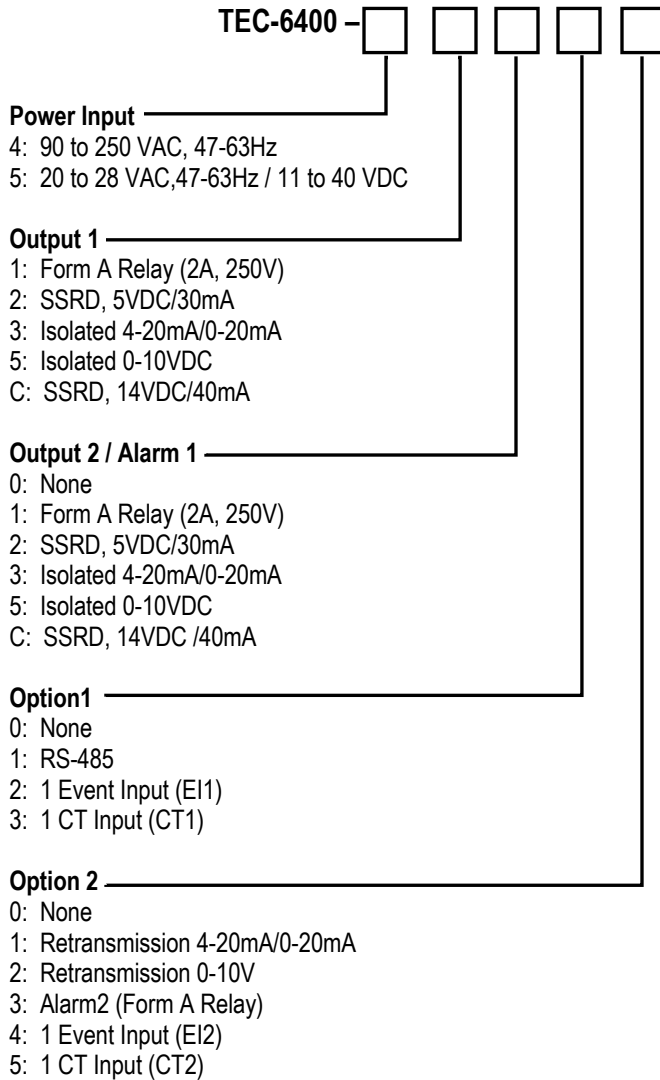 TEC-6400 –
Power Input
4: 90 to 250 VAC, 47-63Hz
5: 20 to 28 VAC,47-63Hz / 11 to 40 VDC
Output 1
1: Form A Relay (2A, 250V)
2: SSRD, 5VDC/30mA
3: Isolated 4-20mA/0-20mA
5: Isolated 0-10VDC
C: SSRD, 14VDC/40mA
Output 2 / Alarm 1
0: None
1: Form A Relay (2A, 250V)
2: SSRD, 5VDC/30mA
3: Isolated 4-20mA/0-20mA
5: Isolated 0-10VDC
C: SSRD, 14VDC /40mA
Option1
0: None
1: RS-485
2: 1 Event Input (EI1)
3: 1 CT Input (CT1)
Option 2
0: None
1: Retransmission 4-20mA/0-20mA
2: Retransmission 0-10V
3: Alarm2 (Form A Relay)
4: 1 Event Input (EI2)
5: 1 CT Input (CT2)